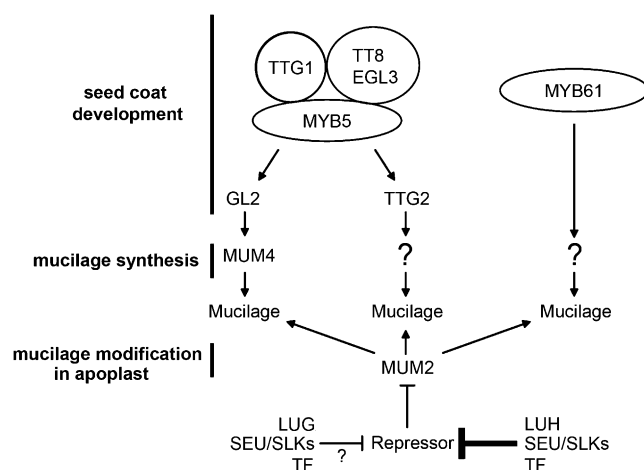 TTG1
TT8
EGL3
MYB5
MYB61
seed coat
development
GL2
TTG2
mucilage synthesis
MUM4
?
?
Mucilage
Mucilage
Mucilage
mucilage modification
in apoplast
MUM2
LUG
SEU/SLKs
TF
?
Repressor
LUH
SEU/SLKs
TF